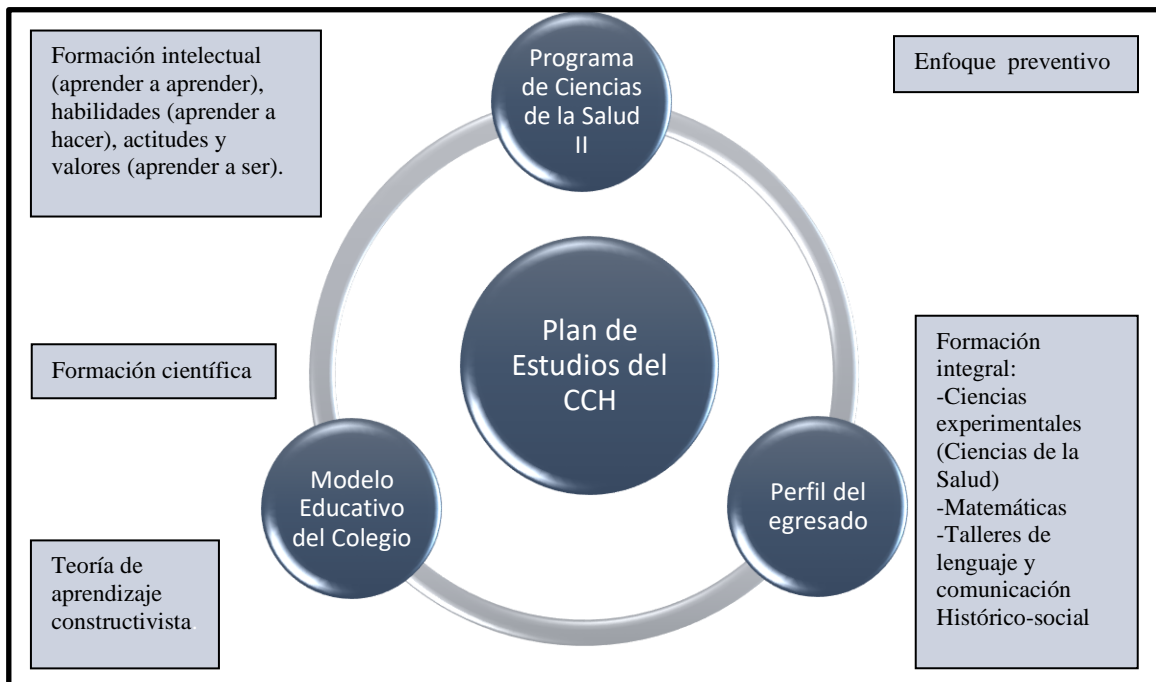 Formación intelectual
(aprender a aprender),
habilidades (aprender a
hacer), actitudes y
valores (aprender a ser).
Programa
de Ciencias
de la Salud
II
Enfoque preventivo
Formación científica
Plan de
Estudios del
CCH
Modelo
Educativo
del Colegio
Perfil del
egresado
Formación
integral:
-Ciencias
experimentales
(Ciencias de la
Salud)
-Matemáticas
-Talleres de
lenguaje y
comunicación
Histórico-social
Teoría de
aprendizaje
constructivista.